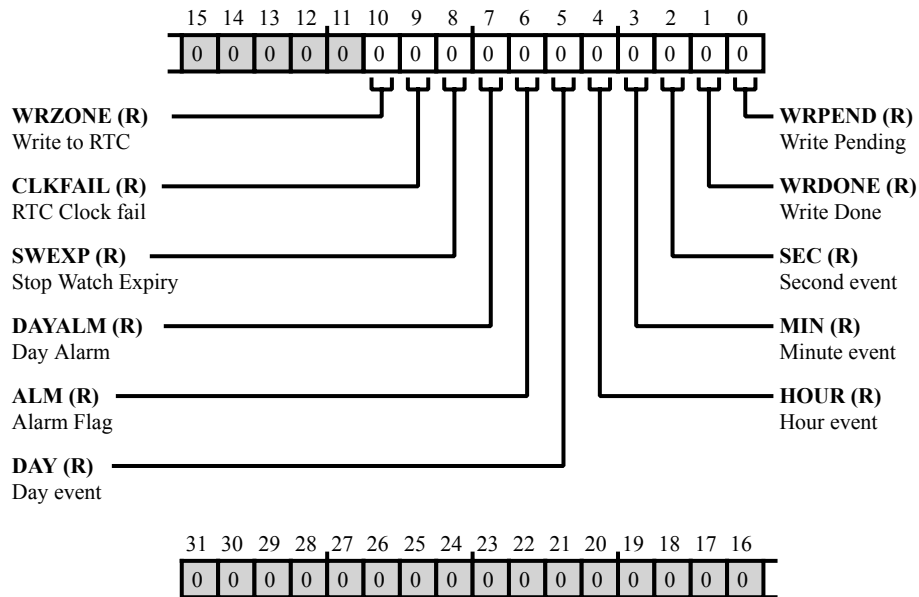 15 14 13 12 11 10 9 8 7 6 5 4 3 2 1 0
0 0 0 0 0 0 0 0 0 0 0 0 0 0 0 0
WRZONE (R)
Write to RTC
WRPEND (R)
Write Pending
CLKFAIL (R)
RTC Clock fail
WRDONE (R)
Write Done
SWEXP (R)
Stop Watch Expiry
SEC (R)
Second event
DAYALM (R)
Day Alarm
MIN (R)
Minute event
ALM (R)
Alarm Flag
HOUR (R)
Hour event
DAY (R)
Day event
31 30 29 28 27 26 25 24 23 22 21 20 19 18 17 16
0 0 0 0 0 0 0 0 0 0 0 0 0 0 0 0